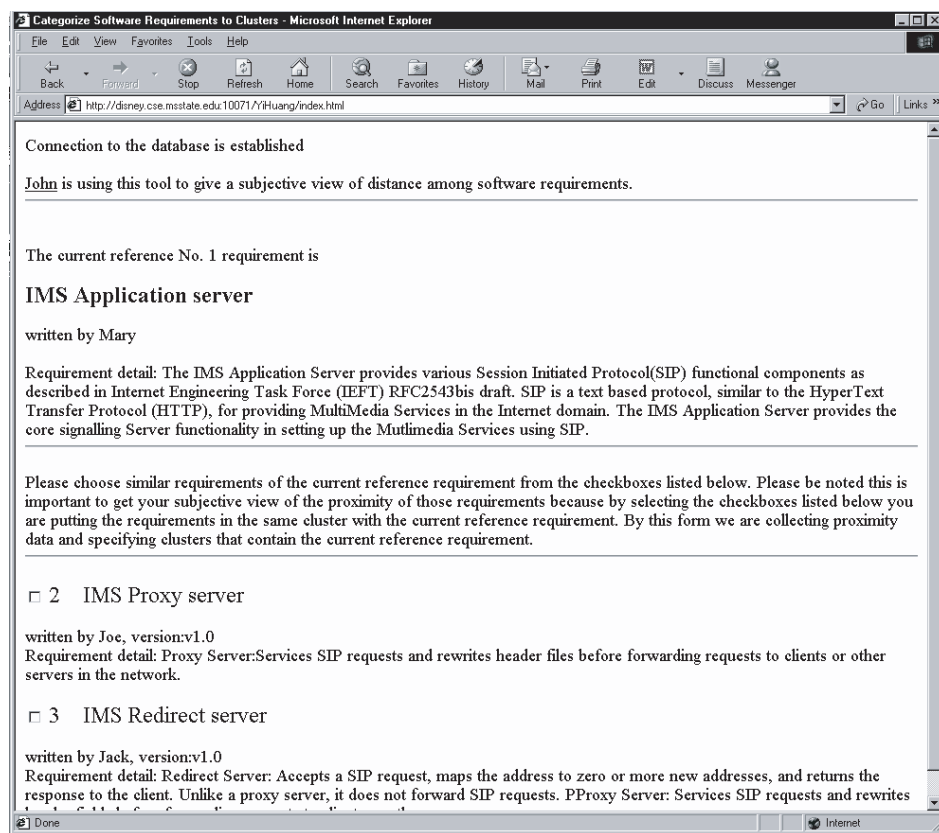 Categorize Software Requirements to Clusters - Microsoft Internet Explorer
File Edit View Favorites Tools Help
Back Forward Stop Refresh Home Search Favorites History Mail Print Edit Discuss Messenger
Address http://disney.cse.msstate.edu:10071/YiHuang/index.html Go Links »
Connection to the database is established
John is using this tool to give a subjective view of distance among software requirements.
The current reference No. 1 requirement is
IMS Application server
written by Mary
Requirement detail: The IMS Application Server provides various Session Initiated Protocol(SIP) functional components as
described in Internet Engineering Task Force (IEFT) RFC2543bis draft. SIP is a text based protocol, similar to the HyperText
Transfer Protocol (HTTP), for providing MultiMedia Services in the Internet domain. The IMS Application Server provides the
core signalling Server functionality in setting up the Mutlimedia Services using SIP.
Please choose similar requirements of the current reference requirement from the checkboxes listed below. Please be noted this is
important to get your subjective view of the proximity of those requirements because by selecting the checkboxes listed below you
are putting the requirements in the same cluster with the current reference requirement. By this form we are collecting proximity
data and specifying clusters that contain the current reference requirement.
2 IMS Proxy server
written by Joe, version:v1.0
Requirement detail: Proxy Server:Services SIP requests and rewrites header files before forwarding requests to clients or other
servers in the network.
3 IMS Redirect server
written by Jack, version:v1.0
Requirement detail: Redirect Server: Accepts a SIP request, maps the address to zero or more new addresses, and returns the
response to the client. Unlike a proxy server, it does not forward SIP requests. PProxy Server: Services SIP requests and rewrites
Done Internet